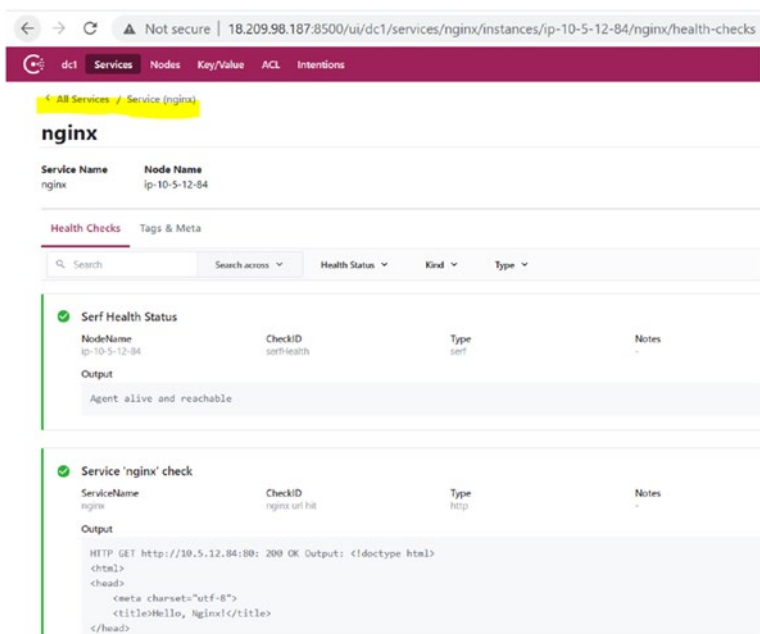 Not secure | 18.209.98.187:8500/ui/dc1/services/nginx/instances/ip-10-5-12-84/nginx/health-checks
dc1 Services Nodes Key/Value ACL Intentions
All Services / Service (nginx)
nginx
Service Name Node Name
nginx ip-10-5-12-84
Health Checks Tags & Meta
Search Search across Health Status Kind Type
Serf Health Status
NodeName CheckID Type Notes
ip-10-5-12-84 serfHealth serf -
Output
Agent alive and reachable
Service 'nginx' check
ServiceName CheckID Type Notes
nginx nginx url hit http -
Output
HTTP GET http://10.5.12.84:80: 200 OK Output: <!doctype html>
<html>
<head>
<meta charset="utf-8">
<title>Hello, Nginx!</title>
</head>